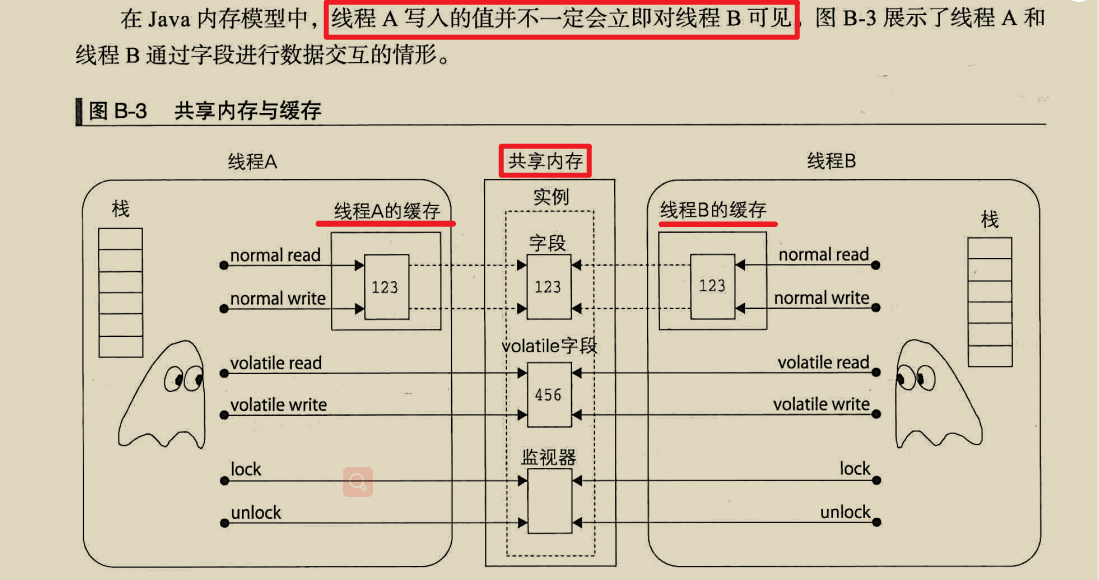 在 Java 内存模型中，线程 A 写入的值并不一定会立即对线程 B 可见。图 B-3 展示了线程 A 和
线程 B 通过字段进行数据交互的情形。
图 B-3 共享内存与缓存
线程A
共享内存
线程B
栈
线程A的缓存
实例
线程B的缓存
栈
字段
normal read
normal read
123
123
123
normal write
normal write
volatile字段
volatile read
volatile read
456
volatile write
volatile write
监视器
lock
lock
unlock
unlock